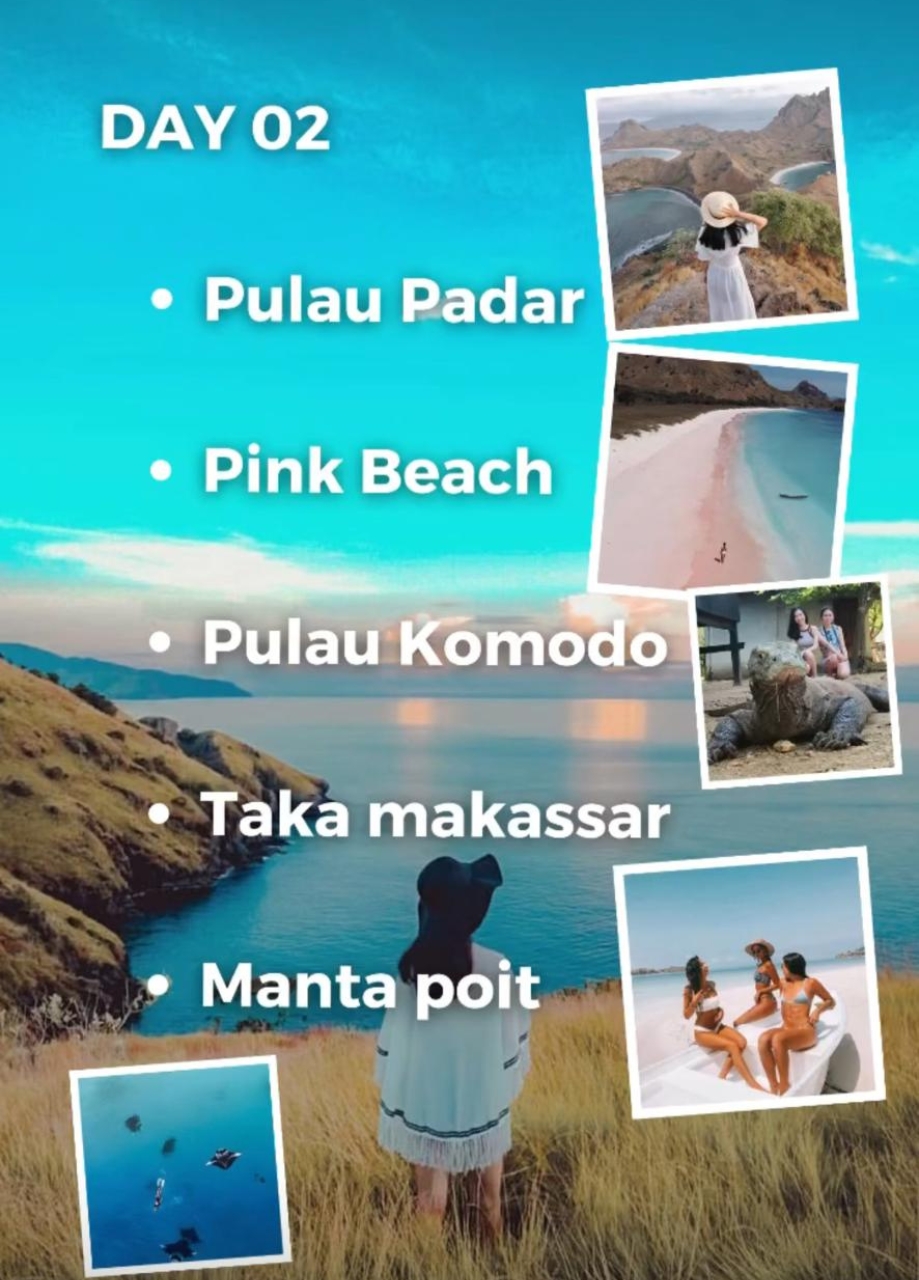 DAY 02
• Pulau Padar
• Pink Beach
• Pulau Komodo
• Taka makassar
• Manta poit